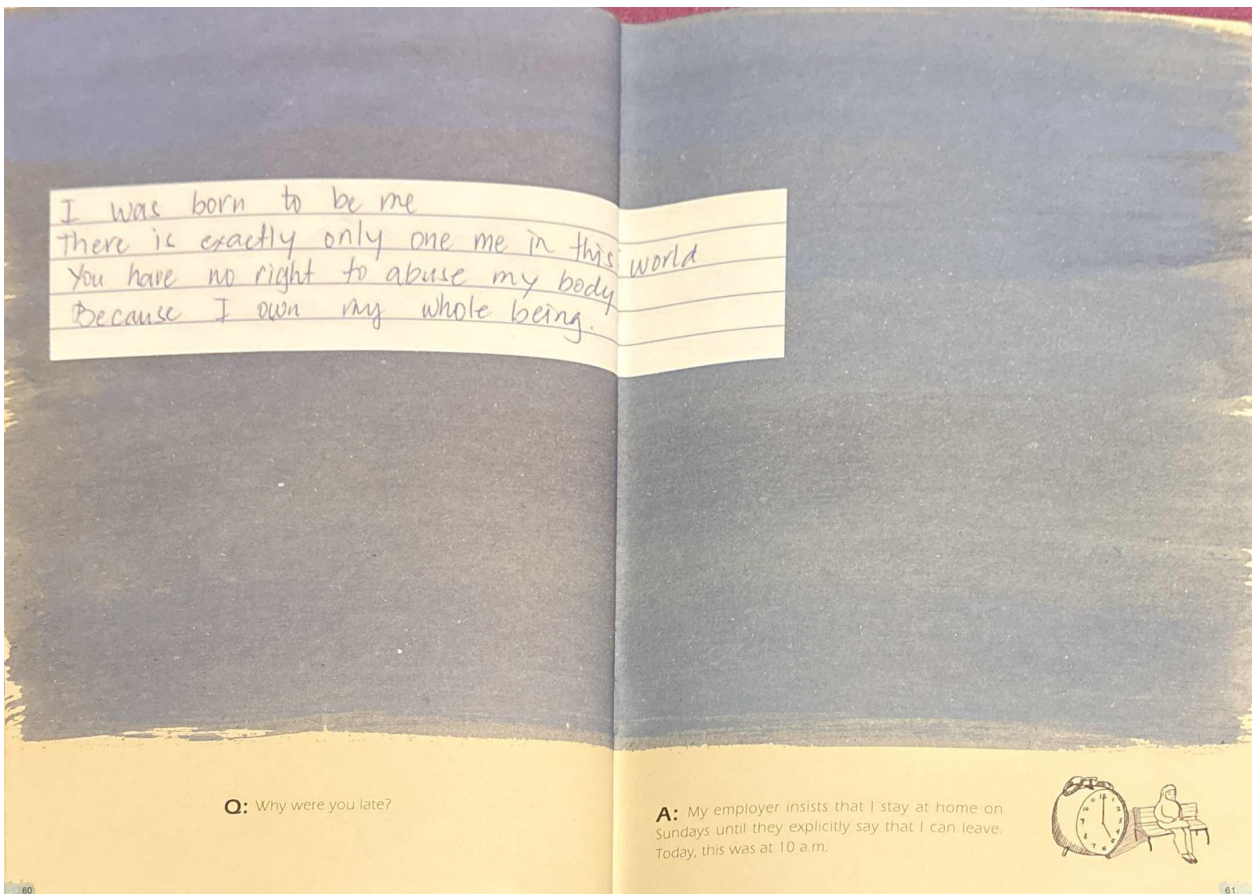 I was born to be me
There is exactly only one me in this world
You have no right to abuse my body
Because I own my whole being.
Q: Why were you late?
A: My employer insists that I stay at home on
Sundays until they explicitly say that I can leave.
Today, this was at 10 a.m.
60
61